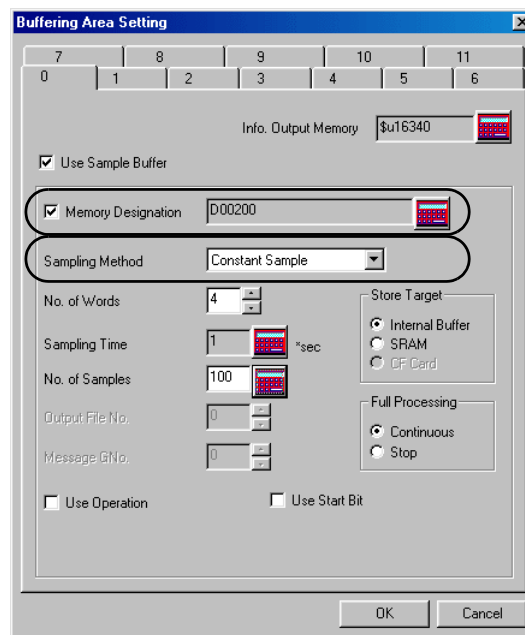 Buffering Area Setting
7 8 9 10 11
0 1 2 3 4 5 6
Info. Output Memory $u16340
Use Sample Buffer
Memory Designation D00200
Sampling Method Constant Sample
No. of Words 4
Store Target
Internal Buffer
SRAM
CF Card
Sampling Time 1 *sec
No. of Samples 100
Output File No. 0
Full Processing
Continuous
Stop
Message GNo. 0
Use Operation Use Start Bit
OK Cancel